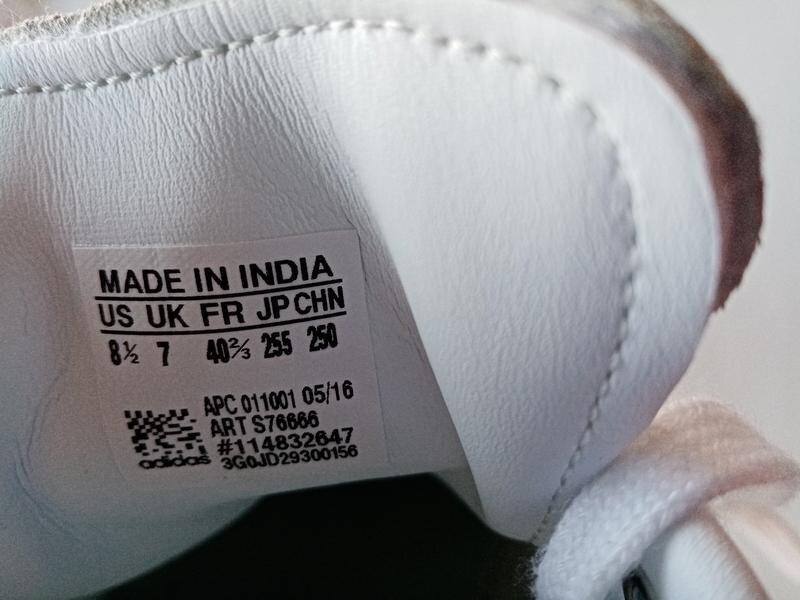 MADE IN INDIA
US UK FR JP CHN
8½ 7 40⅔ 255 250
APC 011001 05/16
ART S76666
#114832647
adidas 3G0JD29300156